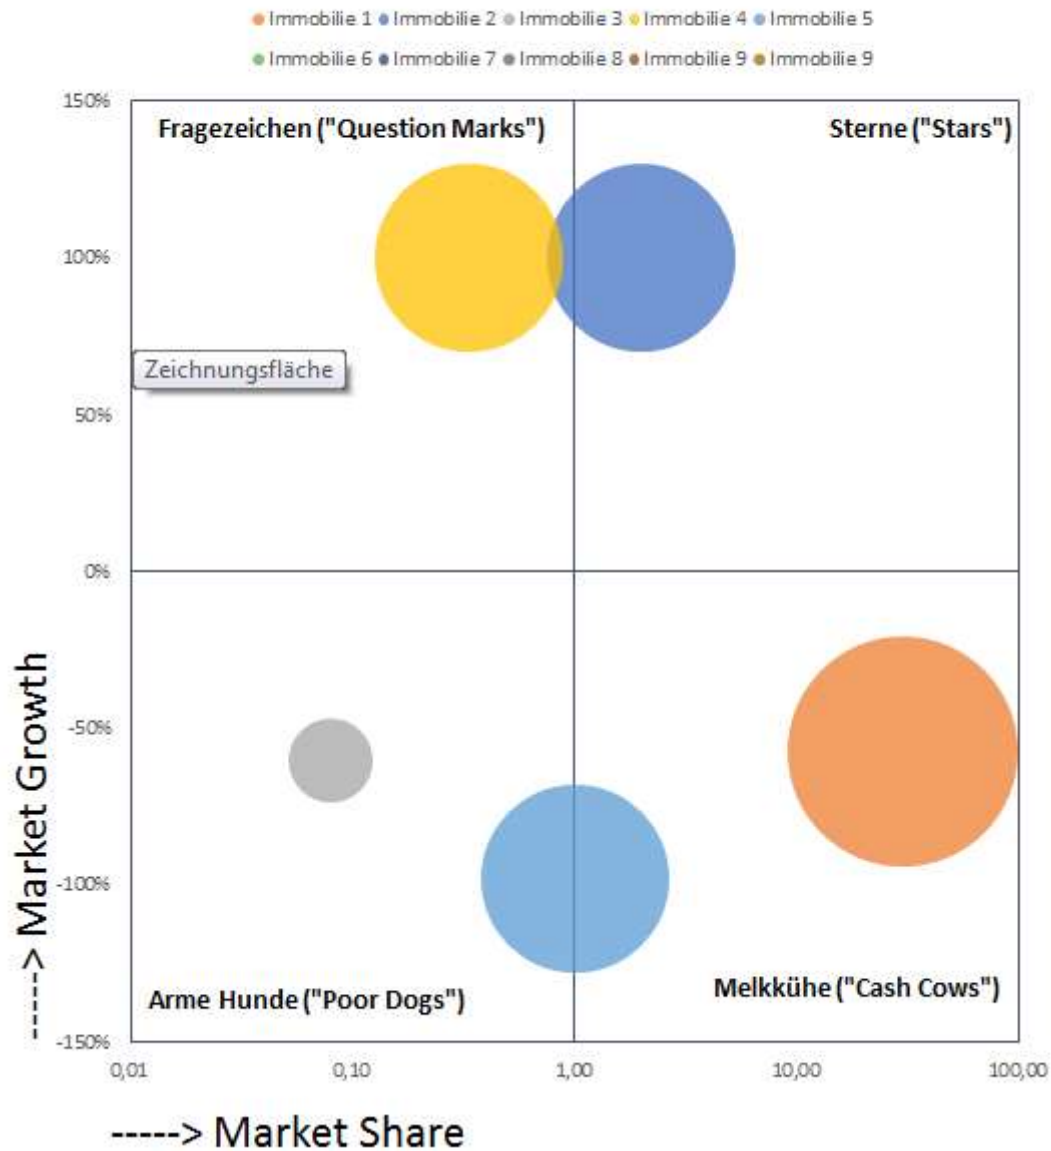 Immobilie 1 Immobilie 2 Immobilie 3 Immobilie 4 Immobilie 5
Immobilie 6 Immobilie 7 Immobilie 8 Immobilie 9 Immobilie 9
150%
Fragezeichen ("Question Marks") Sterne ("Stars")
100%
Zeichnungsfläche
50%
0%
-50%
-100%
Arme Hunde ("Poor Dogs") Melkkühe ("Cash Cows")
-150%
0,01 0,10 1,00 10,00 100,00
-----> Market Growth
-----> Market Share